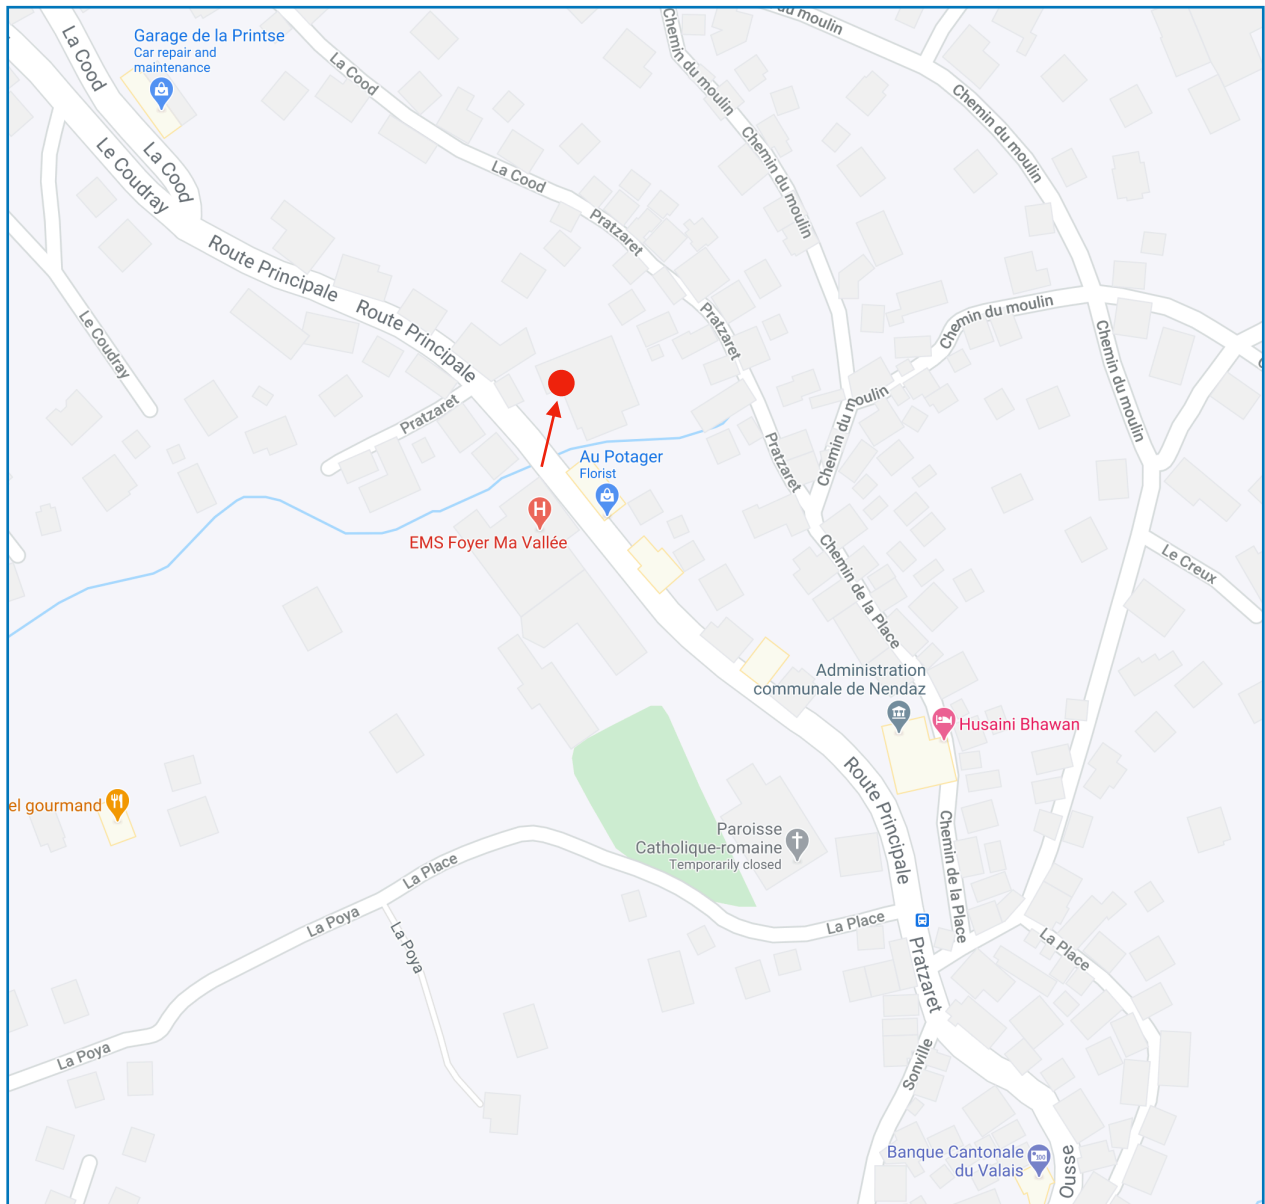 du moulin
La Cood
Garage de la Printse
Car repair and
maintenance
La Cood
Chemin du moulin
Chemin du moulin
Le Coudray
La Cood
La Cood
Chemin du moulin
Pratzaret
Route Principale
Route Principale
Chemin du moulin
Le Coudray
Pratzaret
Chemin du moulin
Pratzaret
Chemin du moulin
Pratzaret
Au Potager
Florist
H
EMS Foyer Ma Vallée
Chemin de la Place
Le Creux
Administration
communale de Nendaz
Husaini Bhawan
Route Principale
el gourmand
Paroisse
Catholique-romaine
Temporarily closed
Chemin de la Place
La Place
La Poya
La Poya
La Place
Pratzaret
La Place
La Poya
Sonville
Banque Cantonale
du Valais
100
Ousse